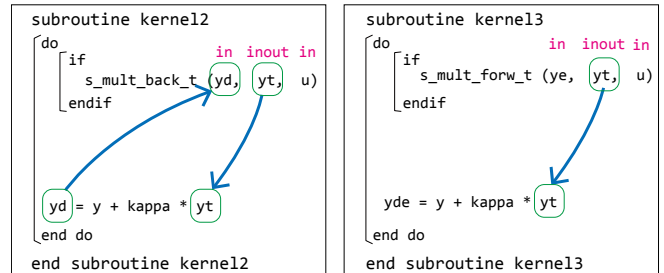 subroutine kernel2
do
in inout in
if
s_mult_back_t (yd, yt, u)
endif
yd = y + kappa * yt
end do
end subroutine kernel2
subroutine kernel3
do
in inout in
if
s_mult_forw_t (ye, yt, u)
endif
yde = y + kappa * yt
end do
end subroutine kernel3